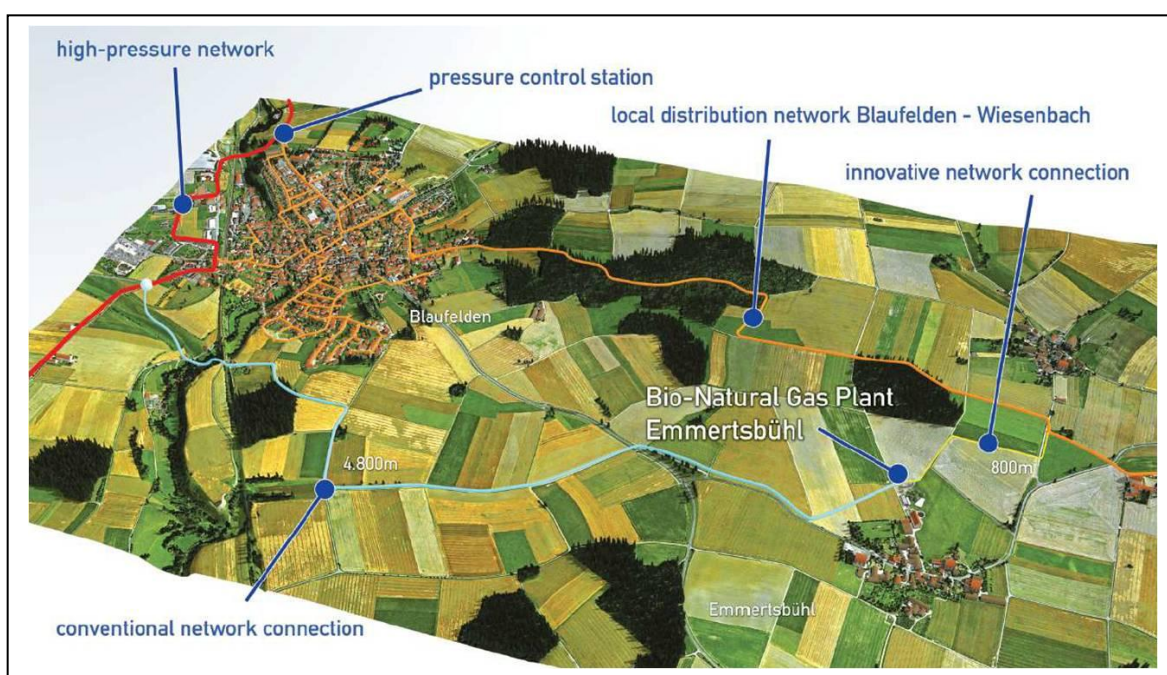 high-pressure network
pressure control station
local distribution network Blaufelden - Wiesenbach
innovative network connection
Blaufelden
Bio-Natural Gas Plant
Emmertsbühl
4.800m
800m
Emmertsbühl
conventional network connection